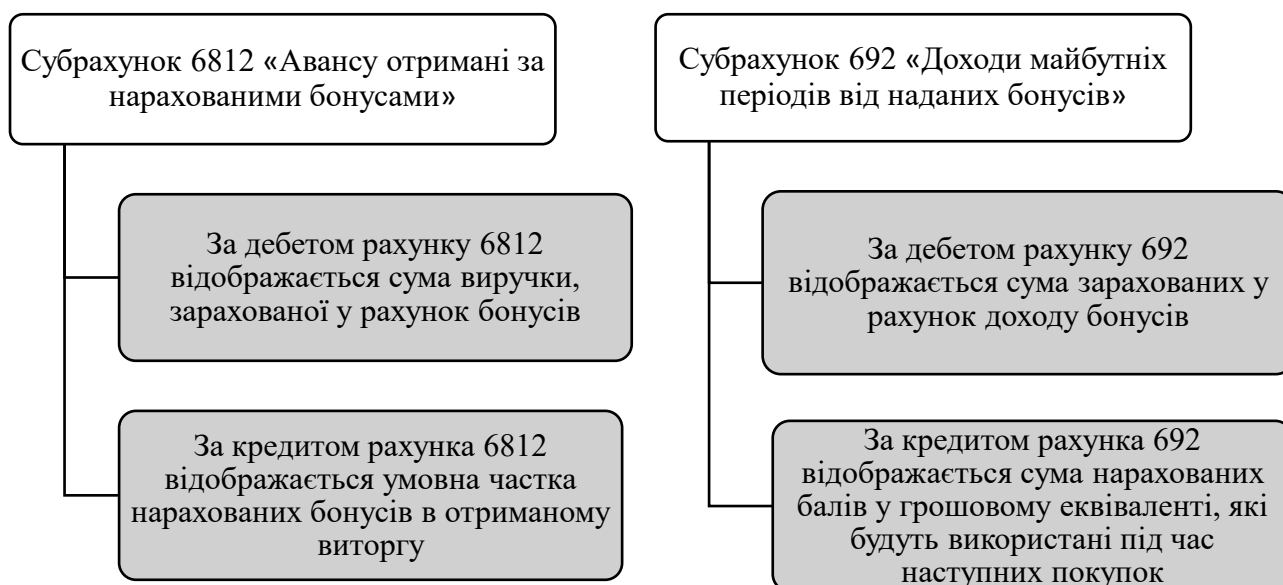 Субрахунок 6812 «Авансу отримані за
нарахованими бонусами»
За дебетом рахунку 6812
відображається сума виручки,
зарахованої у рахунок бонусів
За кредитом рахунка 6812
відображається умовна частка
нарахованих бонусів в отриманому
виторгу
Субрахунок 692 «Доходи майбутніх
періодів від наданих бонусів»
За дебетом рахунку 692
відображається сума зарахованих у
рахунок доходу бонусів
За кредитом рахунка 692
відображається сума нарахованих
балів у грошовому еквіваленті, які
будуть використані під час
наступних покупок